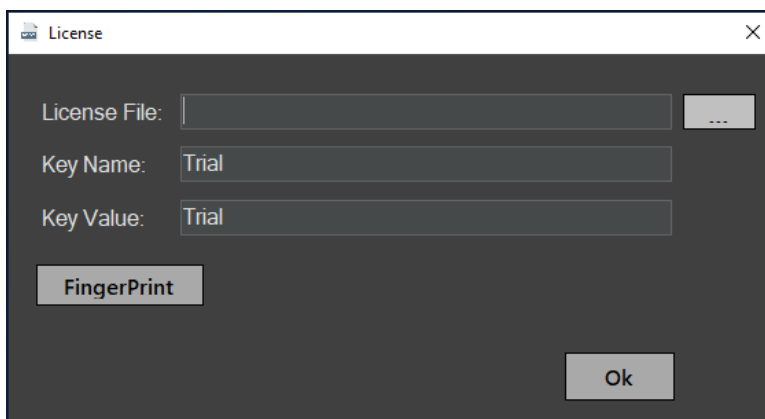 License
License File:
...
Key Name: Trial
Key Value: Trial
FingerPrint
Ok